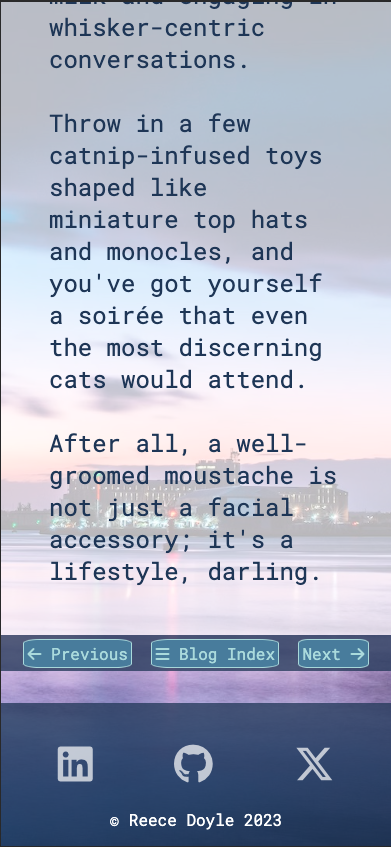 whisker-centric
conversations.
Throw in a few
catnip-infused toys
shaped like
miniature top hats
and monocles, and
you've got yourself
a soirée that even
the most discerning
cats would attend.
After all, a well-
groomed moustache is
not just a facial
accessory; it's a
lifestyle, darling.
← Previous ☰ Blog Index Next →
in
© Reece Doyle 2023